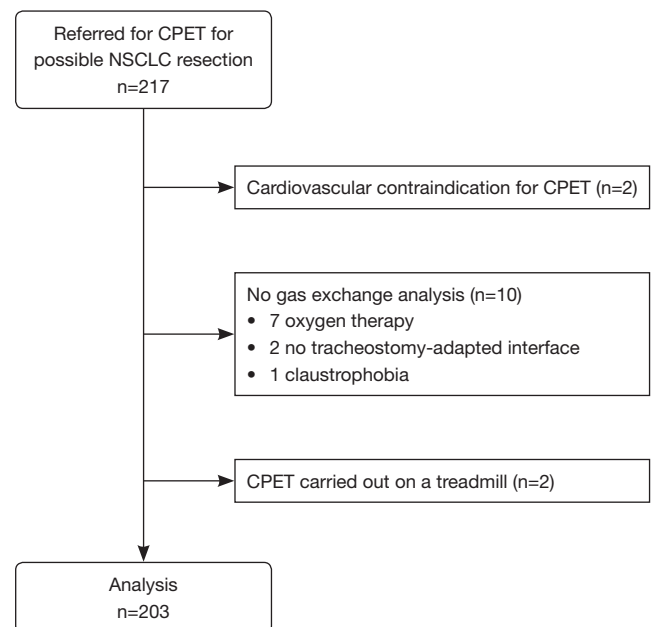 Referred for CPET for
possible NSCLC resection
n=217
Cardiovascular contraindication for CPET (n=2)
No gas exchange analysis (n=10)
• 7 oxygen therapy
• 2 no tracheostomy-adapted interface
• 1 claustrophobia
CPET carried out on a treadmill (n=2)
Analysis
n=203